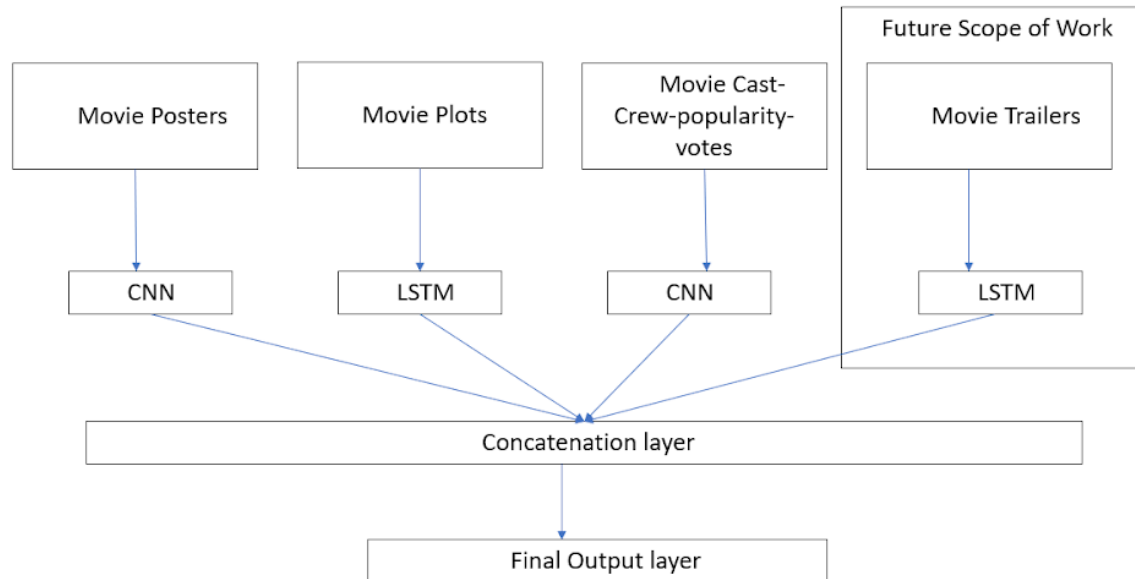 Future Scope of Work
Movie Posters
Movie Plots
Movie Cast-
Crew-popularity-
votes
Movie Trailers
CNN
LSTM
CNN
LSTM
Concatenation layer
Final Output layer